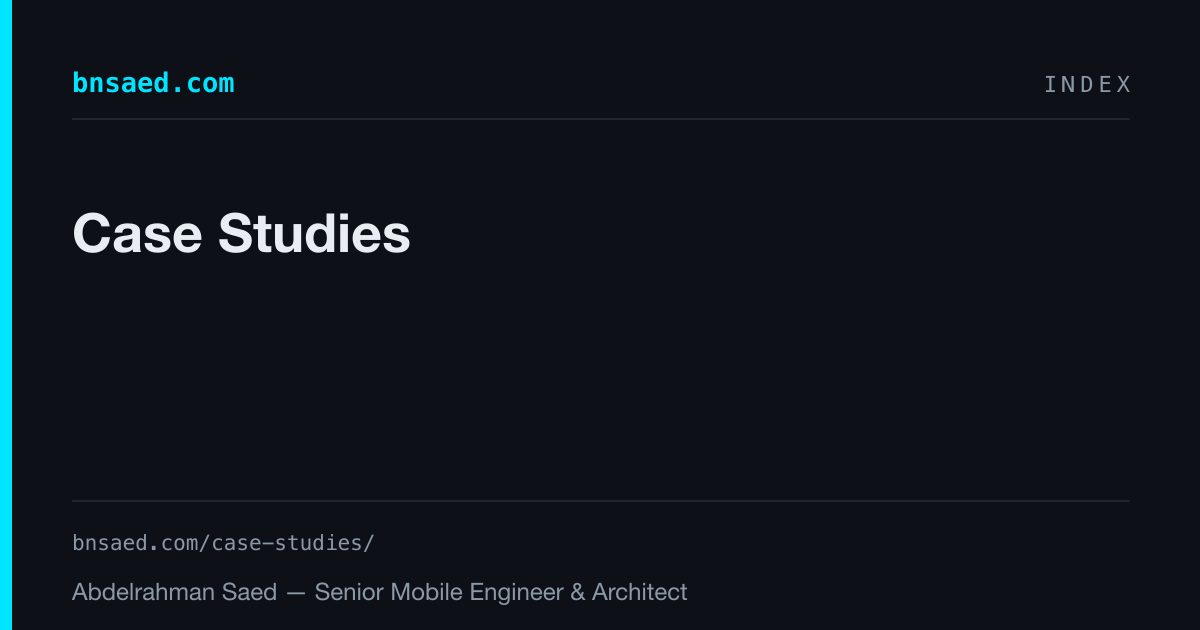 bnsaed.com
INDEX
Case Studies
bnsaed.com/case-studies/
Abdelrahman Saed — Senior Mobile Engineer & Architect